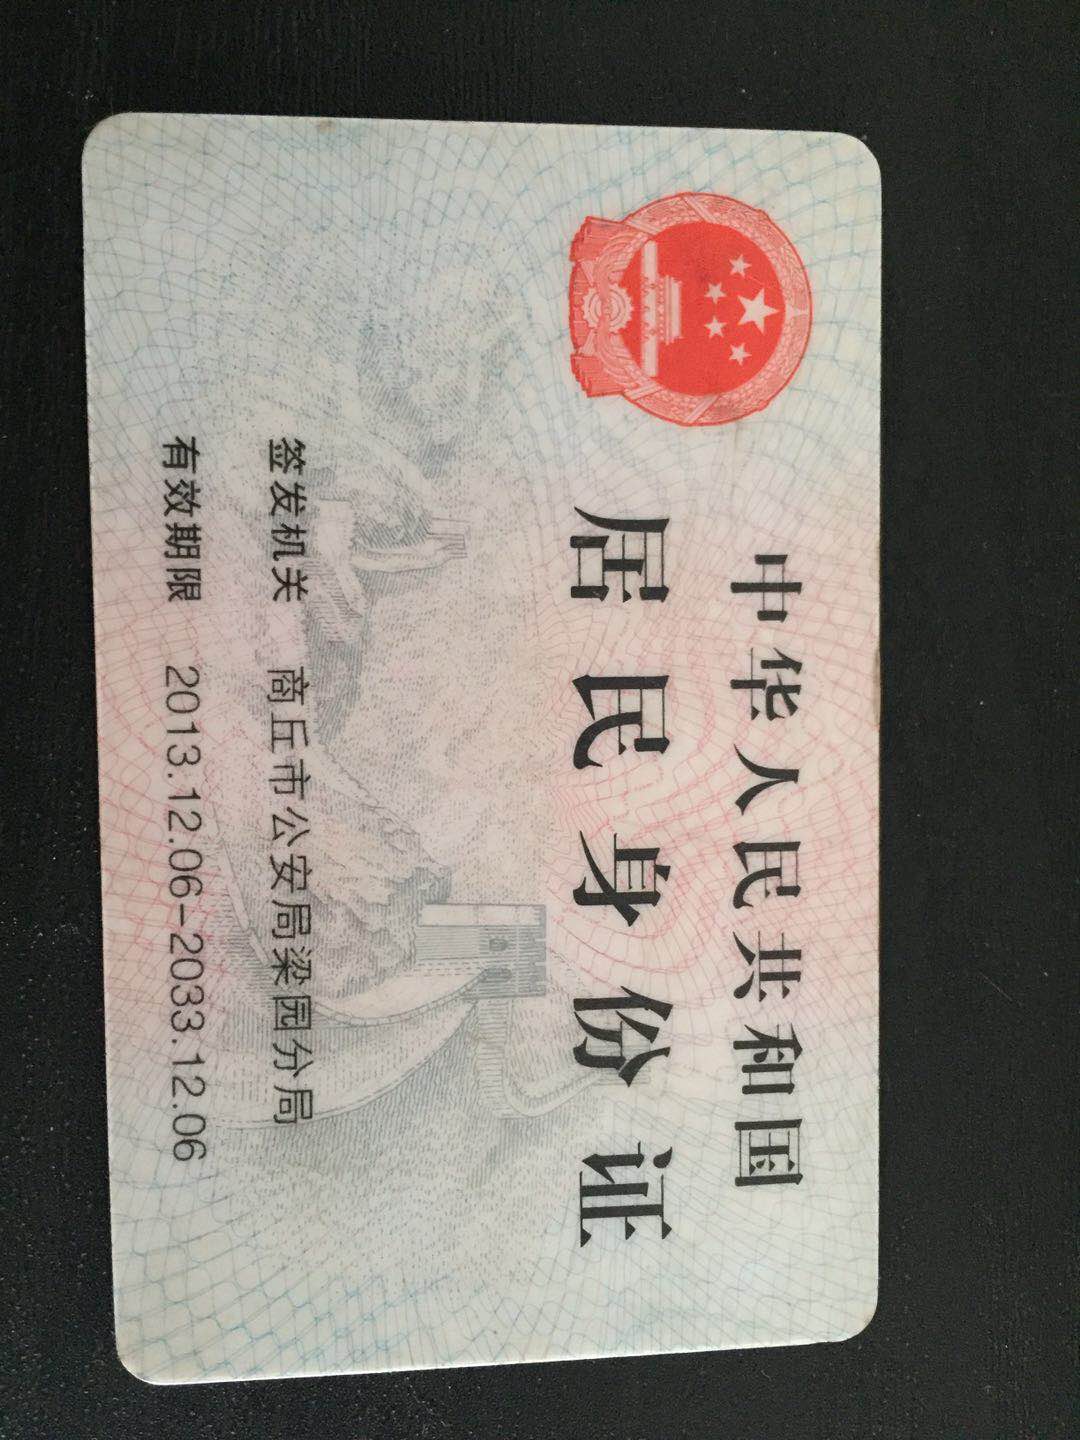 中华人民共和国
居民身份证
签发机关 商丘市公安局梁园分局
有效期限 2013.12.06-2033.12.06